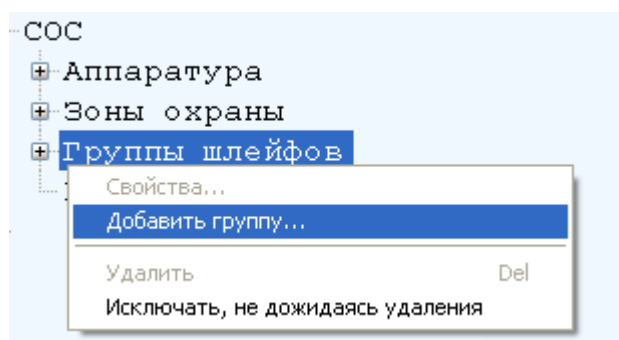 СОС
Аппаратура
Зоны охраны
Группы шлейфов
Свойства...
Добавить группу...
Удалить Del
Исключать, не дожидаясь удаления